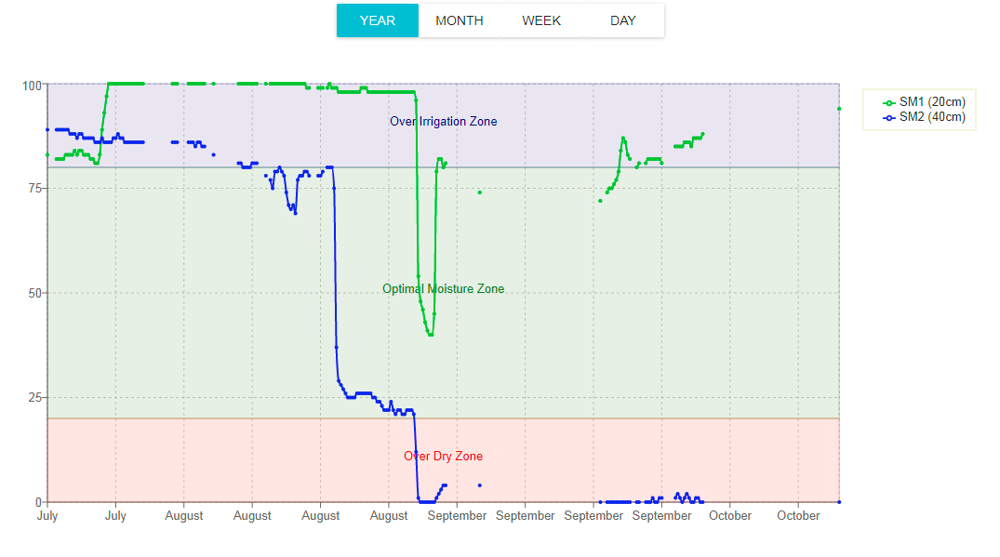 YEAR MONTH WEEK DAY
100
SM1 (20cm)
SM2 (40cm)
Over Irrigation Zone
75
Optimal Moisture Zone
50
25
Over Dry Zone
0
July July August August August August September September September September October October